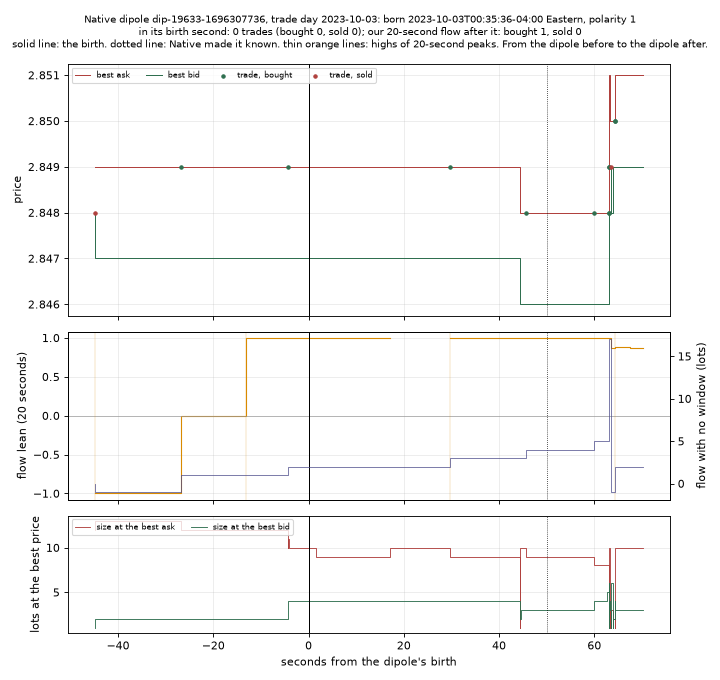 Native dipole dip-19633-1696307736, trade day 2023-10-03: born 2023-10-03T00:35:36-04:00 Eastern, polarity 1
in its birth second: 0 trades (bought 0, sold 0); our 20-second flow after it: bought 1, sold 0
solid line: the birth. dotted line: Native made it known. thin orange lines: highs of 20-second peaks. From the dipole before to the dipole after.
best ask
best bid
trade, bought
trade, sold
2.851
2.850
2.849
2.848
2.847
2.846
price
1.0
0.5
0.0
−0.5
−1.0
flow lean (20 seconds)
15
10
5
0
flow with no window (lots)
size at the best ask
size at the best bid
10
5
lots at the best price
−40
−20
0
20
40
60
seconds from the dipole's birth